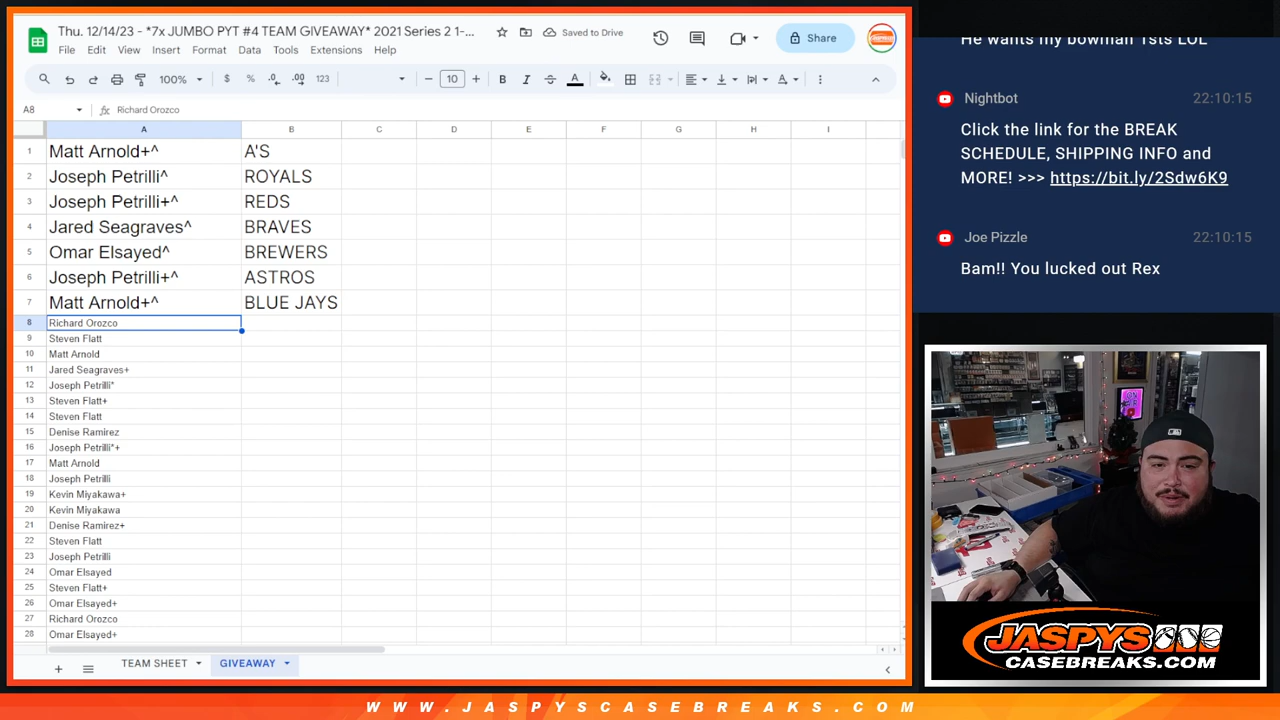 Thu. 12/14/23 - *7x JUMBO PYT #4 TEAM GIVEAWAY* 2021 Series 2 1-...
Saved to Drive
Share
File Edit View Insert Format Data Tools Extensions Help
100% $ % .0 .00 123 10
A8 fx Richard Orozco
A B C D E F G H I
1 Matt Arnold+^ A'S
2 Joseph Petrilli^ ROYALS
3 Joseph Petrilli+^ REDS
4 Jared Seagraves^ BRAVES
5 Omar Elsayed^ BREWERS
6 Joseph Petrilli+^ ASTROS
7 Matt Arnold+^ BLUE JAYS
8 Richard Orozco
9 Steven Flatt
10 Matt Arnold
11 Jared Seagraves+
12 Joseph Petrilli*
13 Steven Flatt+
14 Steven Flatt
15 Denise Ramirez
16 Joseph Petrilli*+
17 Matt Arnold
18 Joseph Petrilli
19 Kevin Miyakawa+
20 Kevin Miyakawa
21 Denise Ramirez+
22 Steven Flatt
23 Joseph Petrilli
24 Omar Elsayed
25 Steven Flatt+
26 Omar Elsayed+
27 Richard Orozco
28 Omar Elsayed+
TEAM SHEET GIVEAWAY
He wants my bowman 1sts LOL
Nightbot 22:10:15
Click the link for the BREAK
SCHEDULE, SHIPPING INFO and
MORE! >>> https://bit.ly/2Sdw6K9
Joe Pizzle 22:10:15
Bam!! You lucked out Rex
JASPYS
CASEBREAKS.COM
WWW.JASPYSCASEBREAKS.COM